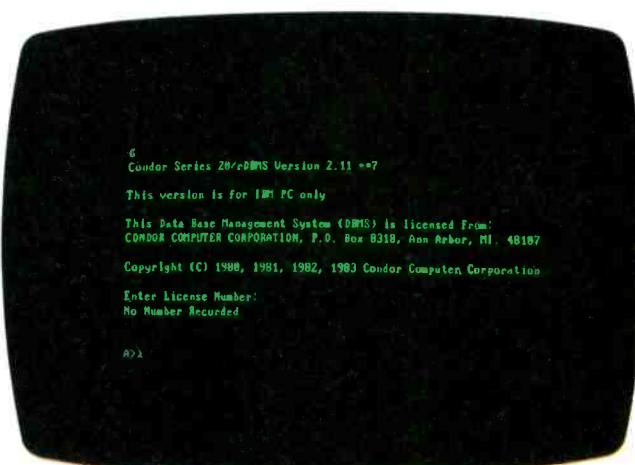 G
Condor Series 20/rDBMS Version 2.11 **7
This version is for IBM PC only
This Data Base Management System (DBMS) is licensed From:
CONDOR COMPUTER CORPORATION, P.O. Box 8318, Ann Arbor, MI. 48107
Copyright (C) 1980, 1981, 1982, 1983 Condor Computer Corporation
Enter License Number:
No Number Recorded
A>